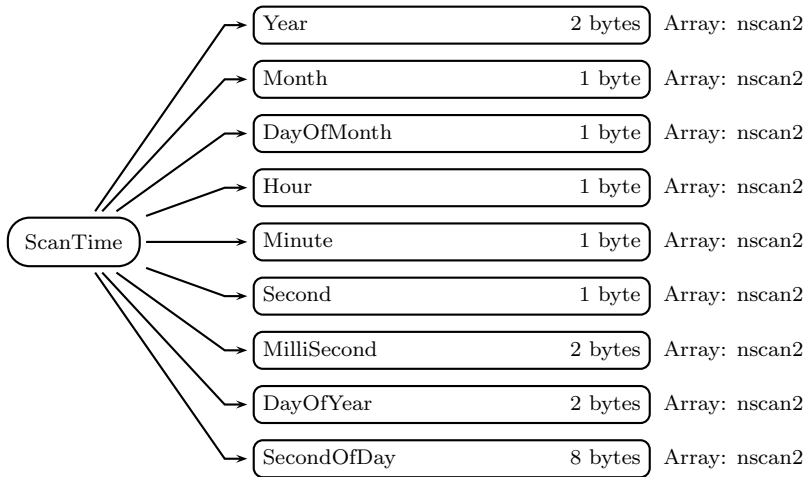 Year 2 bytes Array: nscan2
Month 1 byte Array: nscan2
DayOfMonth 1 byte Array: nscan2
Hour 1 byte Array: nscan2
ScanTime
Minute 1 byte Array: nscan2
Second 1 byte Array: nscan2
MilliSecond 2 bytes Array: nscan2
DayOfYear 2 bytes Array: nscan2
SecondOfDay 8 bytes Array: nscan2